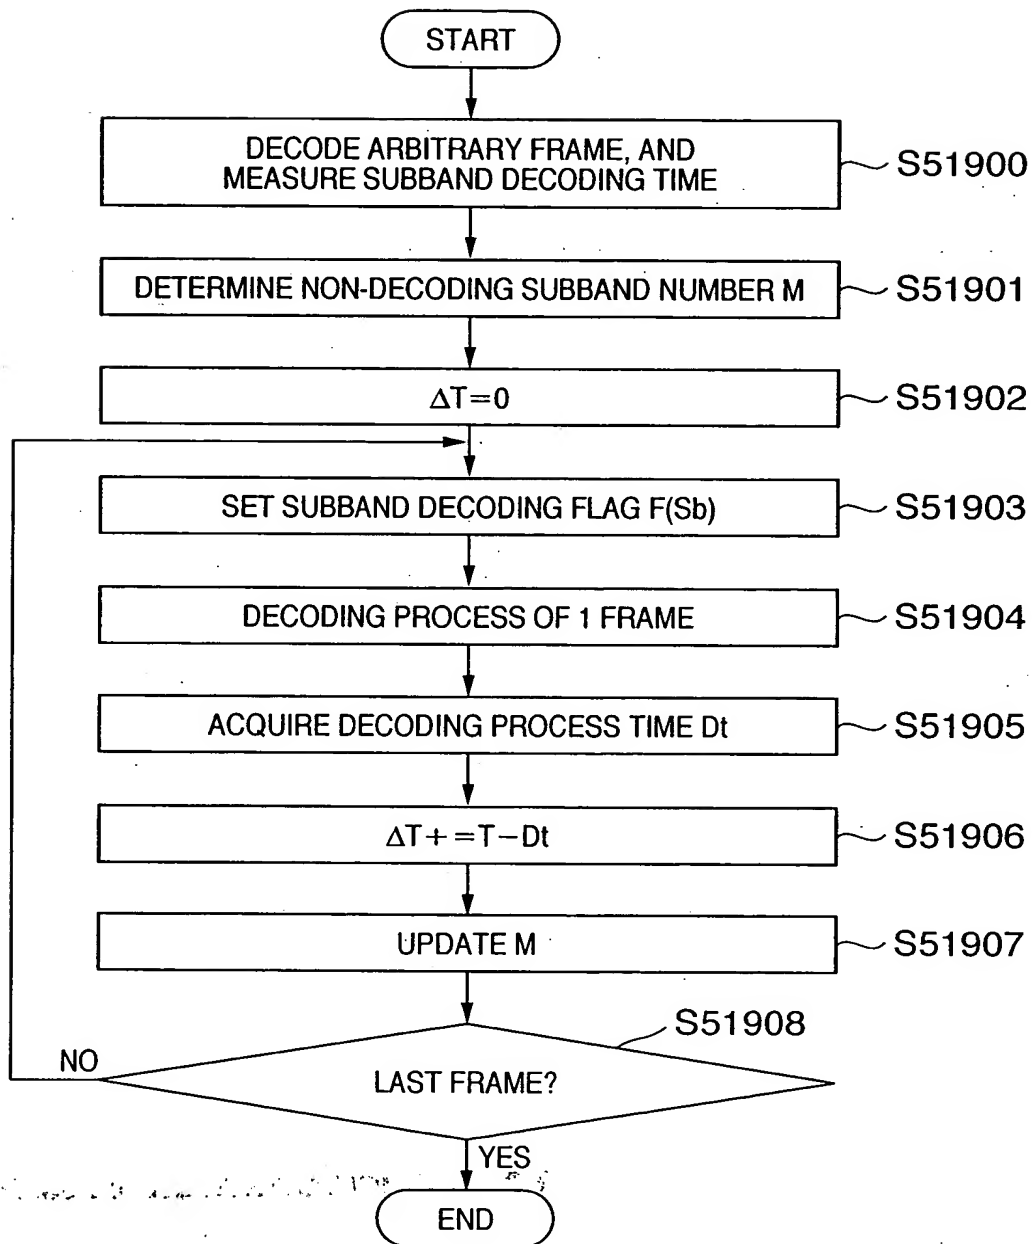 START
DECODE ARBITRARY FRAME, AND
MEASURE SUBBAND DECODING TIME
S51900
DETERMINE NON-DECODING SUBBAND NUMBER M
S51901
ΔT=0
S51902
SET SUBBAND DECODING FLAG F(Sb)
S51903
DECODING PROCESS OF 1 FRAME
S51904
ACQUIRE DECODING PROCESS TIME Dt
S51905
ΔT+=T−Dt
S51906
UPDATE M
S51907
S51908
NO
LAST FRAME?
YES
END